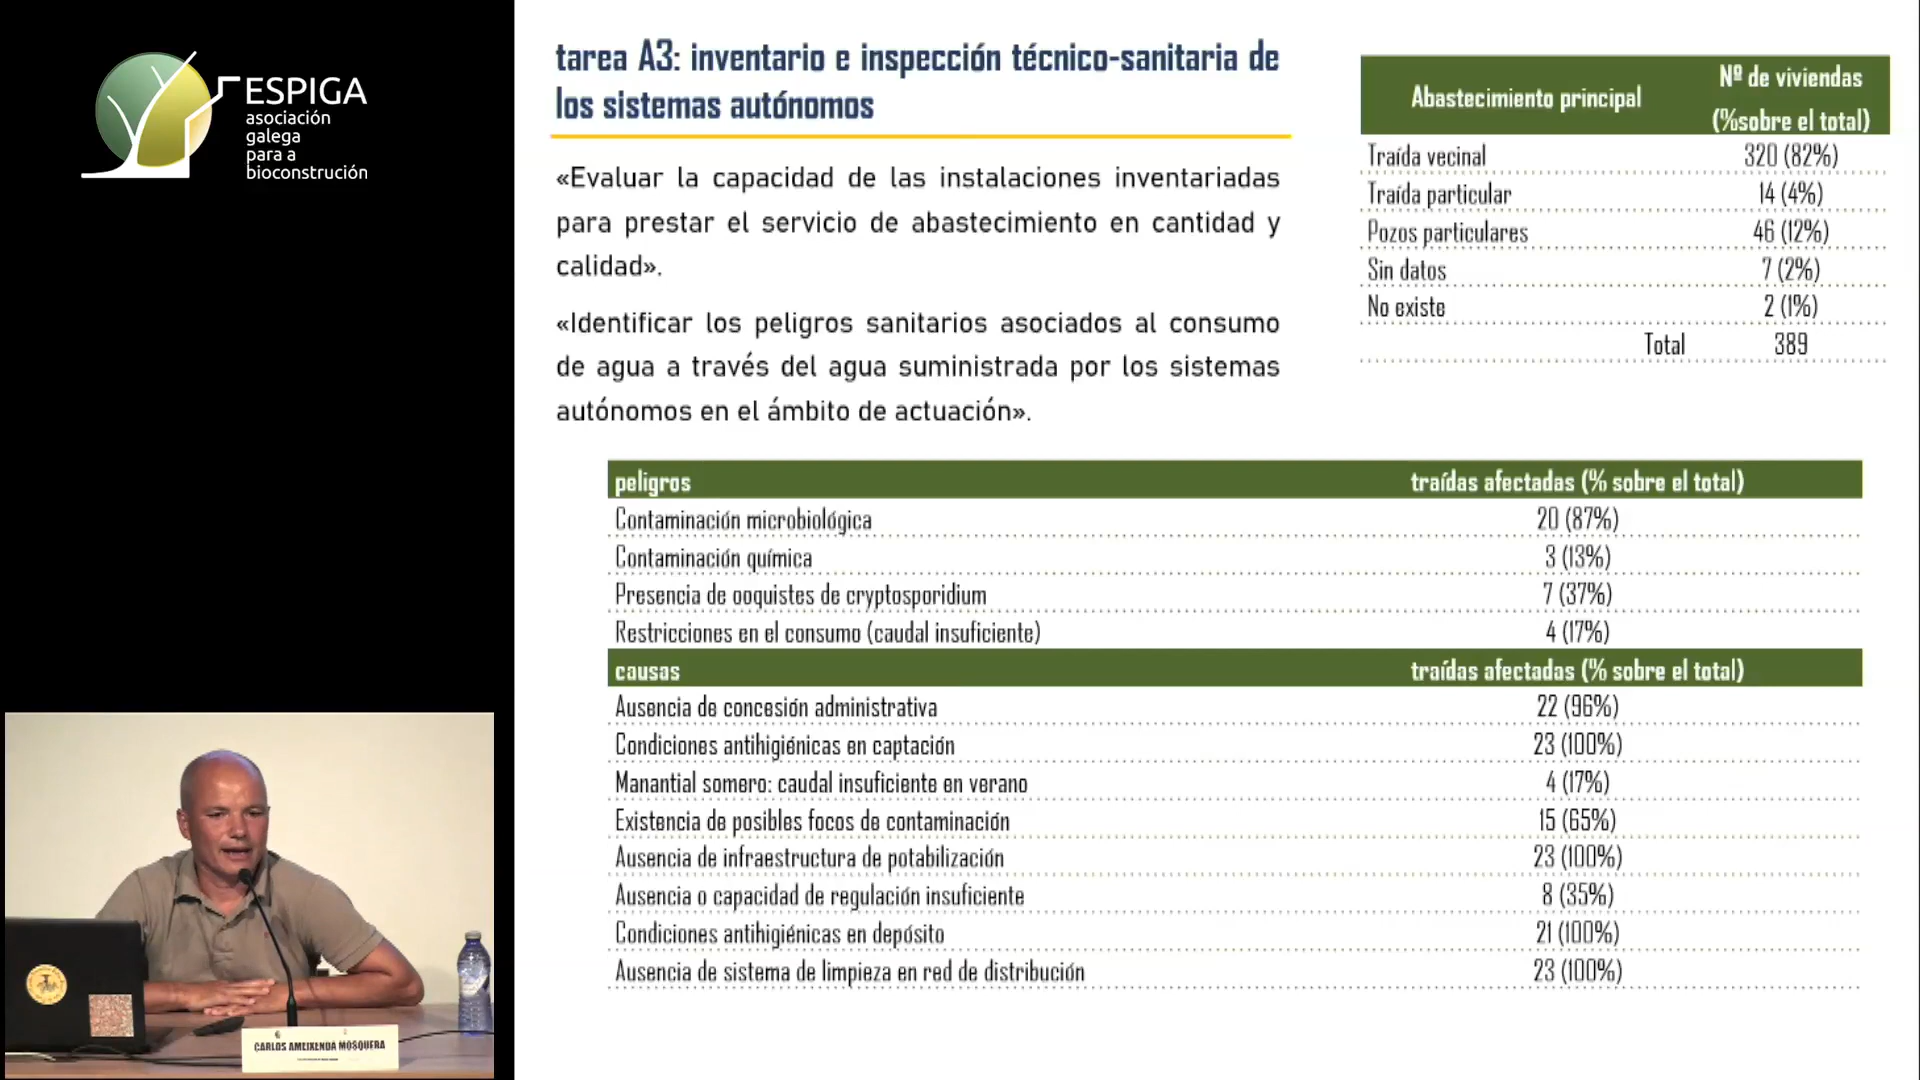 ESPIGA
asociación
galega
para a
bioconstrución
tarea A3: inventario e inspección técnico-sanitaria de
los sistemas autónomos
«Evaluar la capacidad de las instalaciones inventariadas
para prestar el servicio de abastecimiento en cantidad y
calidad».
«Identificar los peligros sanitarios asociados al consumo
de agua a través del agua suministrada por los sistemas
autónomos en el ámbito de actuación».
Abastecimiento principal
Nº de viviendas
(%sobre el total)
Traída vecinal 320 (82%)
Traída particular 14 (4%)
Pozos particulares 46 (12%)
Sin datos 7 (2%)
No existe 2 (1%)
Total 389
peligros traídas afectadas (% sobre el total)
Contaminación microbiológica 20 (87%)
Contaminación química 3 (13%)
Presencia de ooquistes de cryptosporidium 7 (37%)
Restricciones en el consumo (caudal insuficiente) 4 (17%)
causas traídas afectadas (% sobre el total)
Ausencia de concesión administrativa 22 (96%)
Condiciones antihigiénicas en captación 23 (100%)
Manantial somero: caudal insuficiente en verano 4 (17%)
Existencia de posibles focos de contaminación 15 (65%)
Ausencia de infraestructura de potabilización 23 (100%)
Ausencia o capacidad de regulación insuficiente 8 (35%)
Condiciones antihigiénicas en depósito 21 (100%)
Ausencia de sistema de limpieza en red de distribución 23 (100%)
CARLOS AMEIXENDA MOSQUERA